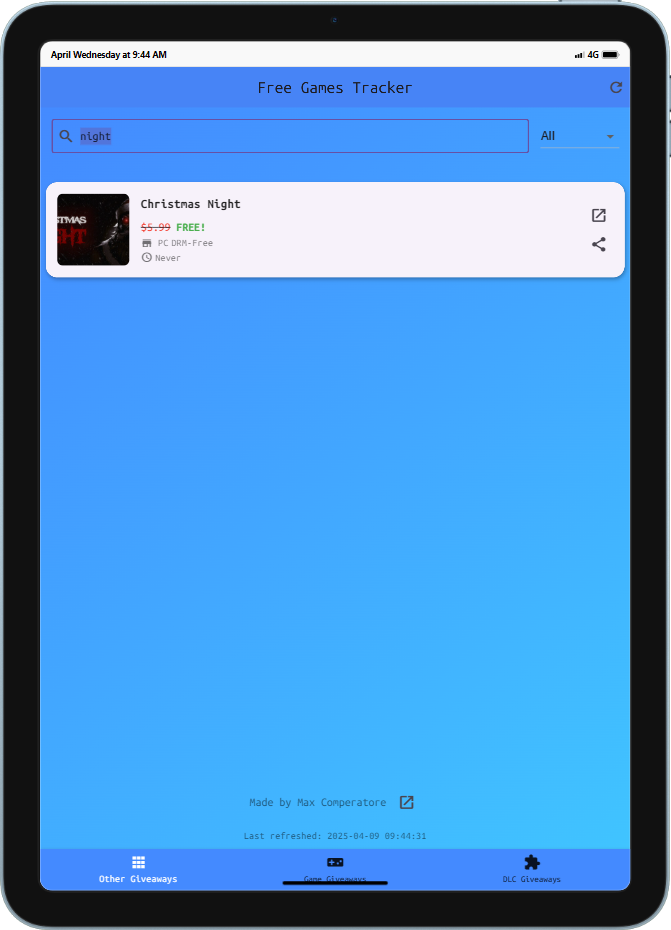 April Wednesday at 9:44 AM
4G
Free Games Tracker
night
All
STMAS
HT
Christmas Night
$5.99 FREE!
PC DRM-Free
Never
Made by Max Comperatore
Last refreshed: 2025-04-09 09:44:31
Other Giveaways
Game Giveaways
DLC Giveaways